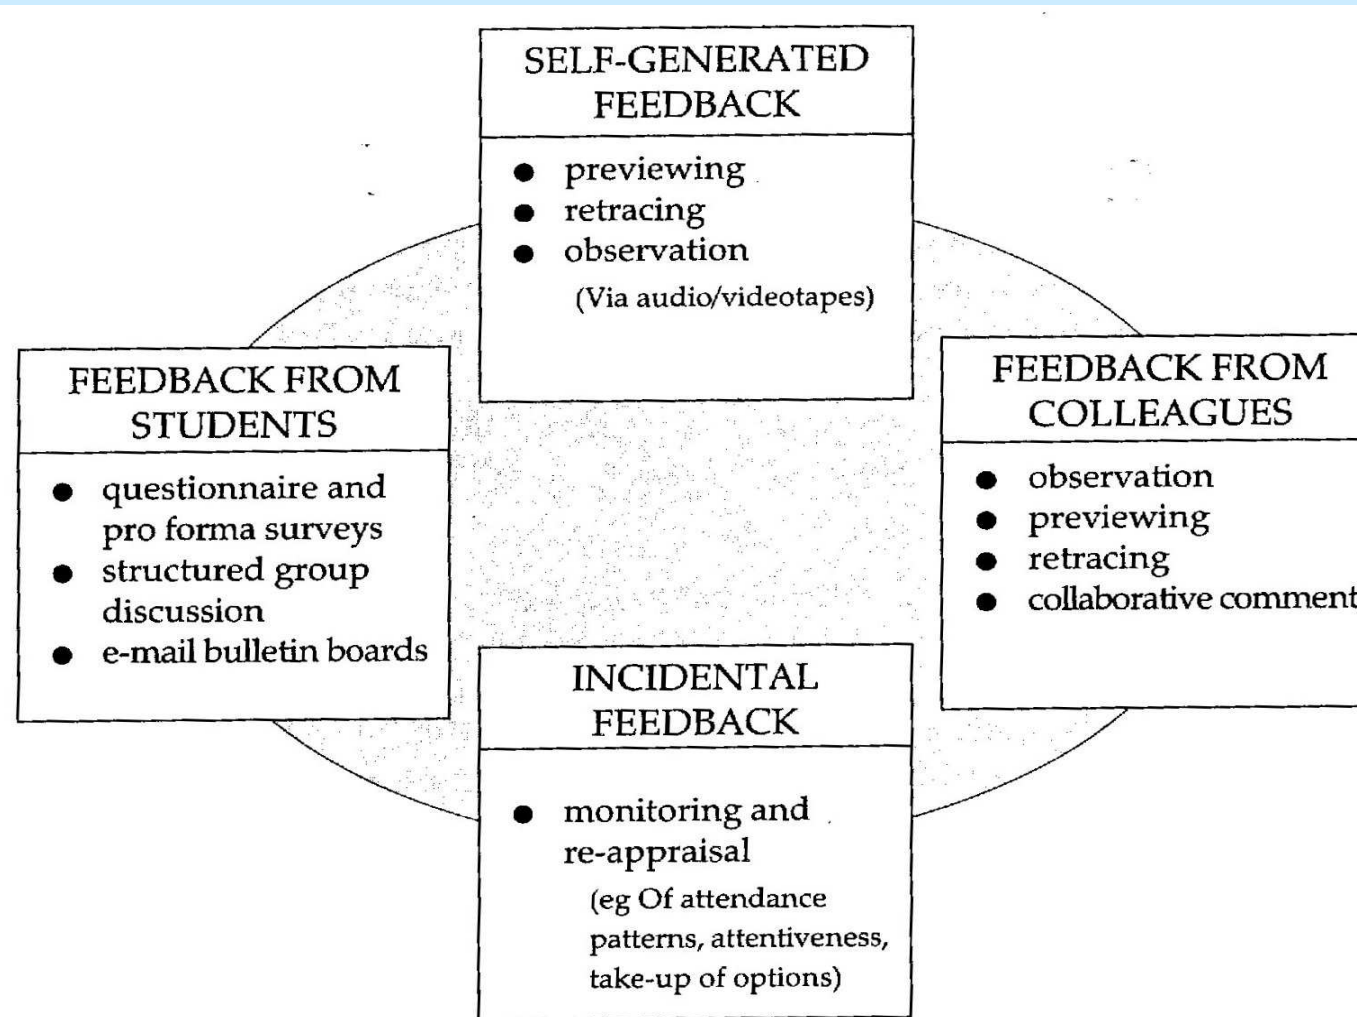 SELF-GENERATED
FEEDBACK
● previewing
● retracing
● observation
(Via audio/videotapes)
FEEDBACK FROM
STUDENTS
● questionnaire and
pro forma surveys
● structured group
discussion
● e-mail bulletin boards
FEEDBACK FROM
COLLEAGUES
● observation
● previewing
● retracing
● collaborative comment
INCIDENTAL
FEEDBACK
● monitoring and
re-appraisal
(eg Of attendance
patterns, attentiveness,
take-up of options)